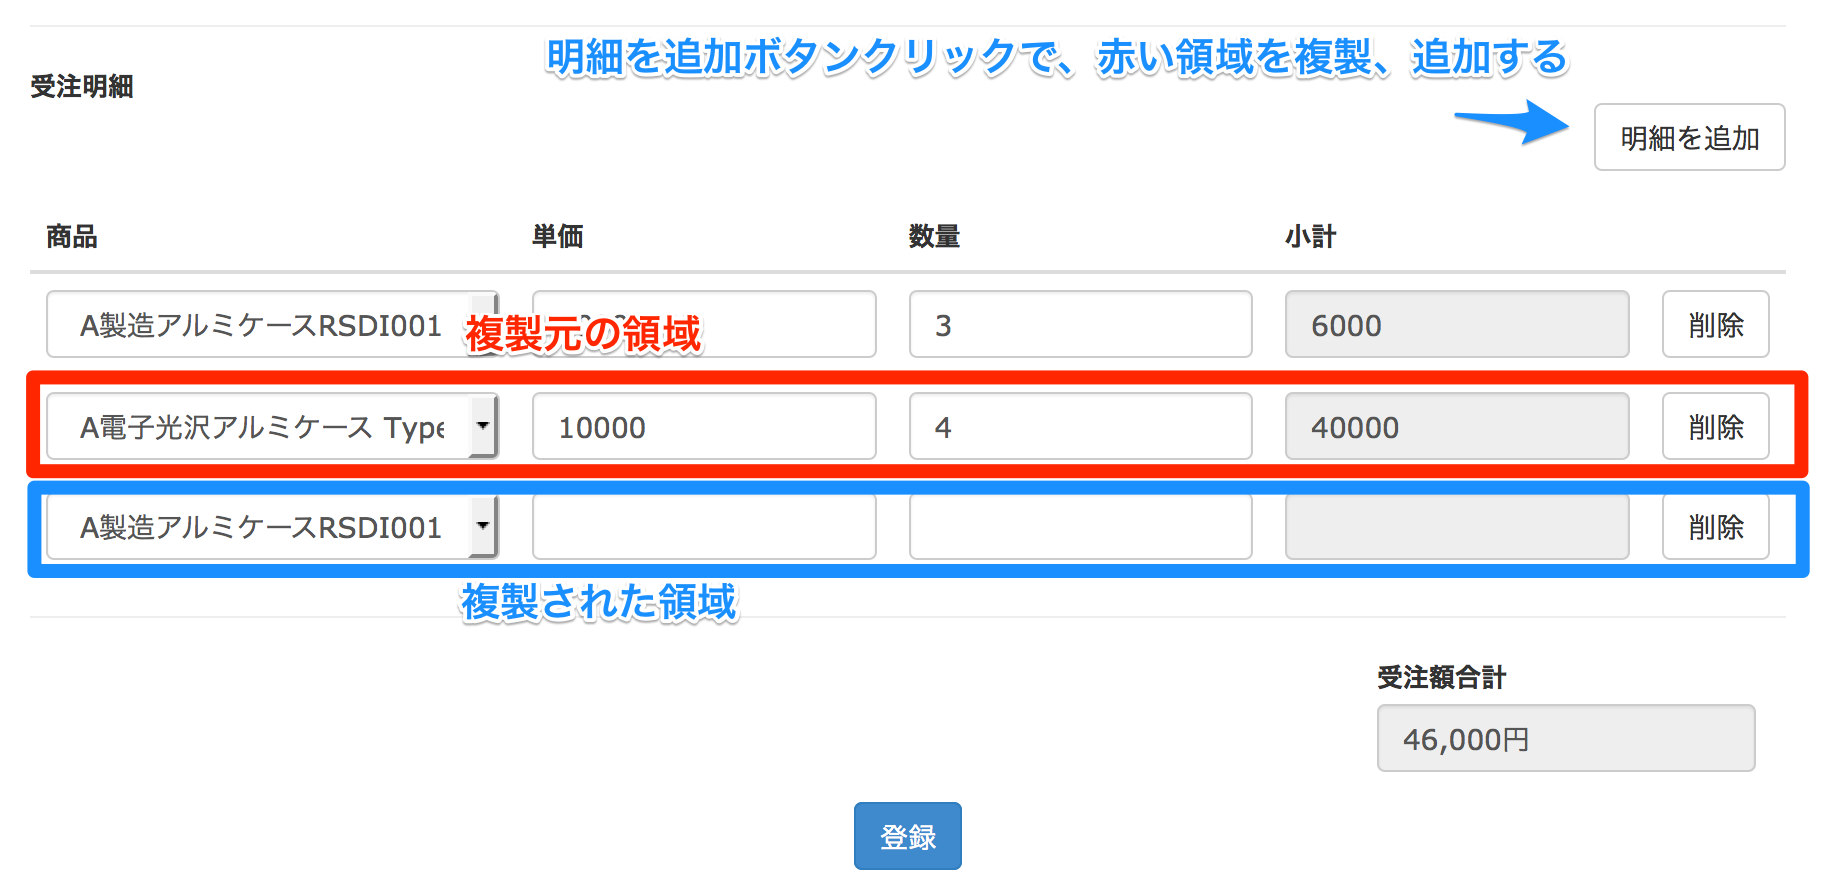 明細を追加ボタンクリックで、赤い領域を複製、追加する
受注明細
明細を追加
商品 単価 数量 小計
A製造アルミケースRSDI001 3 6000 削除
複製元の領域
A電子光沢アルミケース Type 10000 4 40000 削除
A製造アルミケースRSDI001 削除
複製された領域
受注額合計
46,000円
登録